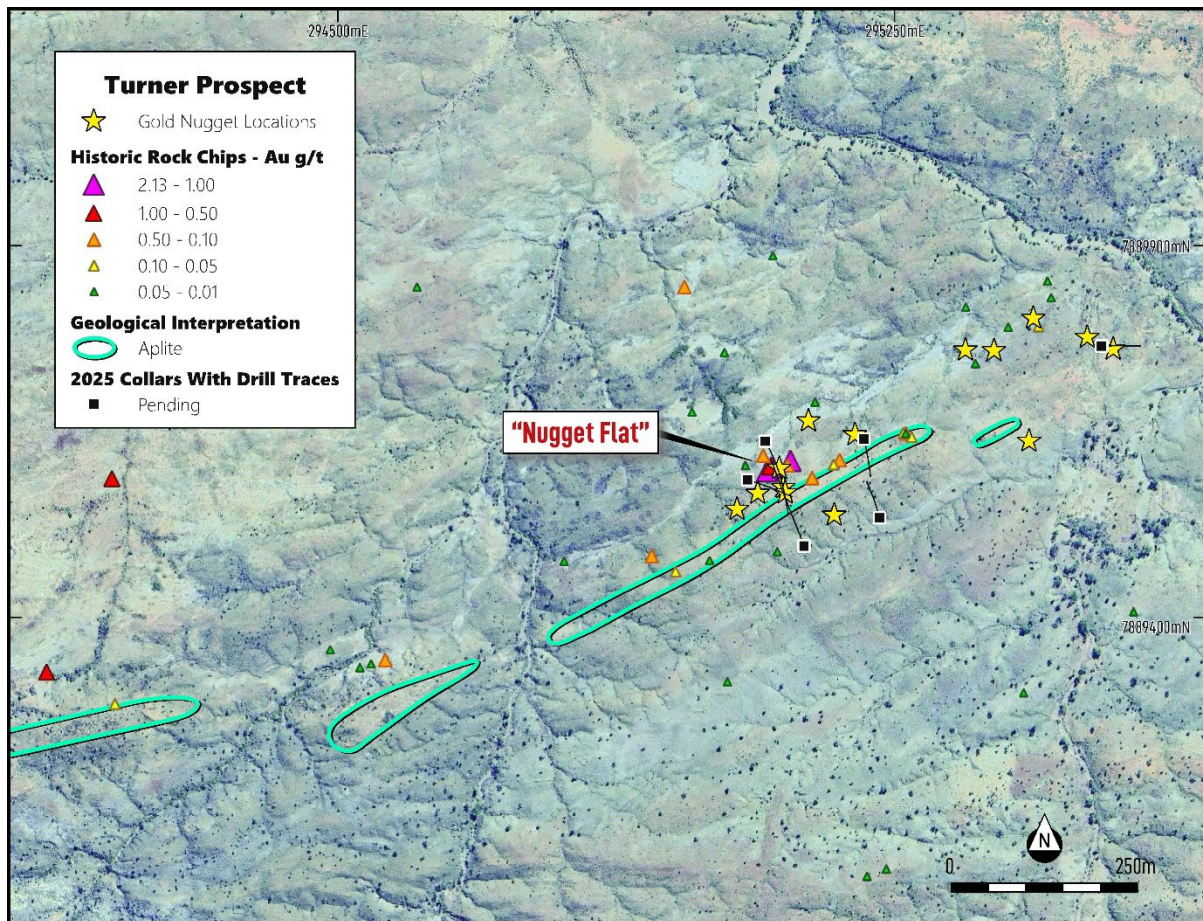 294500mE
295250mE
Turner Prospect
Gold Nugget Locations
Historic Rock Chips - Au g/t
2.13 - 1.00
1.00 - 0.50
0.50 - 0.10
0.10 - 0.05
0.05 - 0.01
Geological Interpretation
Aplite
2025 Collars With Drill Traces
Pending
7889900mN
"Nugget Flat"
7889400mN
N
0
250m